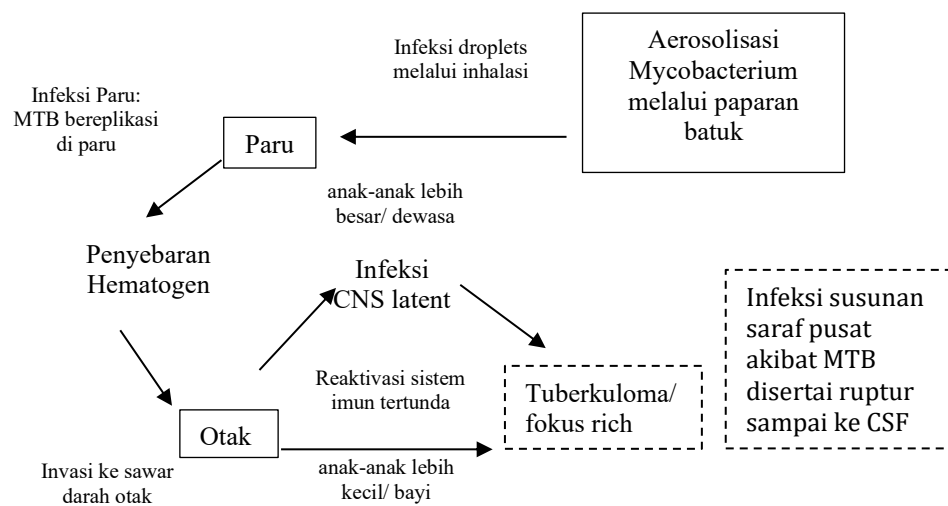 Aerosolisasi
Mycobacterium
melalui paparan
batuk
Infeksi droplets
melalui inhalasi
Infeksi Paru:
MTB bereplikasi
di paru
Paru
anak-anak lebih
besar/ dewasa
Penyebaran
Hematogen
Infeksi
CNS latent
Infeksi susunan
saraf pusat
akibat MTB
disertai ruptur
sampai ke CSF
Reaktivasi sistem
imun tertunda
Tuberkuloma/
fokus rich
Otak
Invasi ke sawar
darah otak
anak-anak lebih
kecil/ bayi